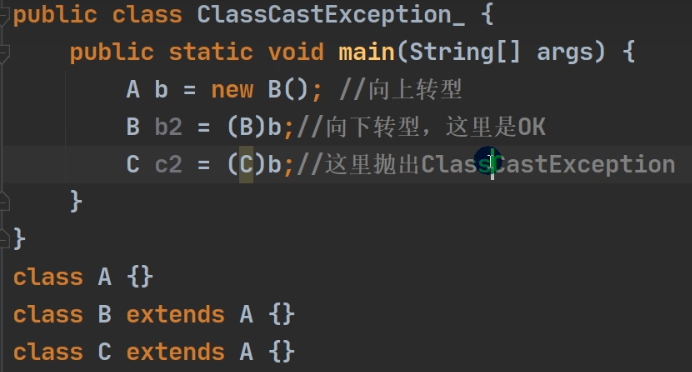 public class ClassCastException_ {
    public static void main(String[] args) {
        A b = new B(); //向上转型
        B b2 = (B)b;//向下转型，这里是OK
        C c2 = (C)b;//这里抛出ClassCastException
    }
}
class A {}
class B extends A {}
class C extends A {}